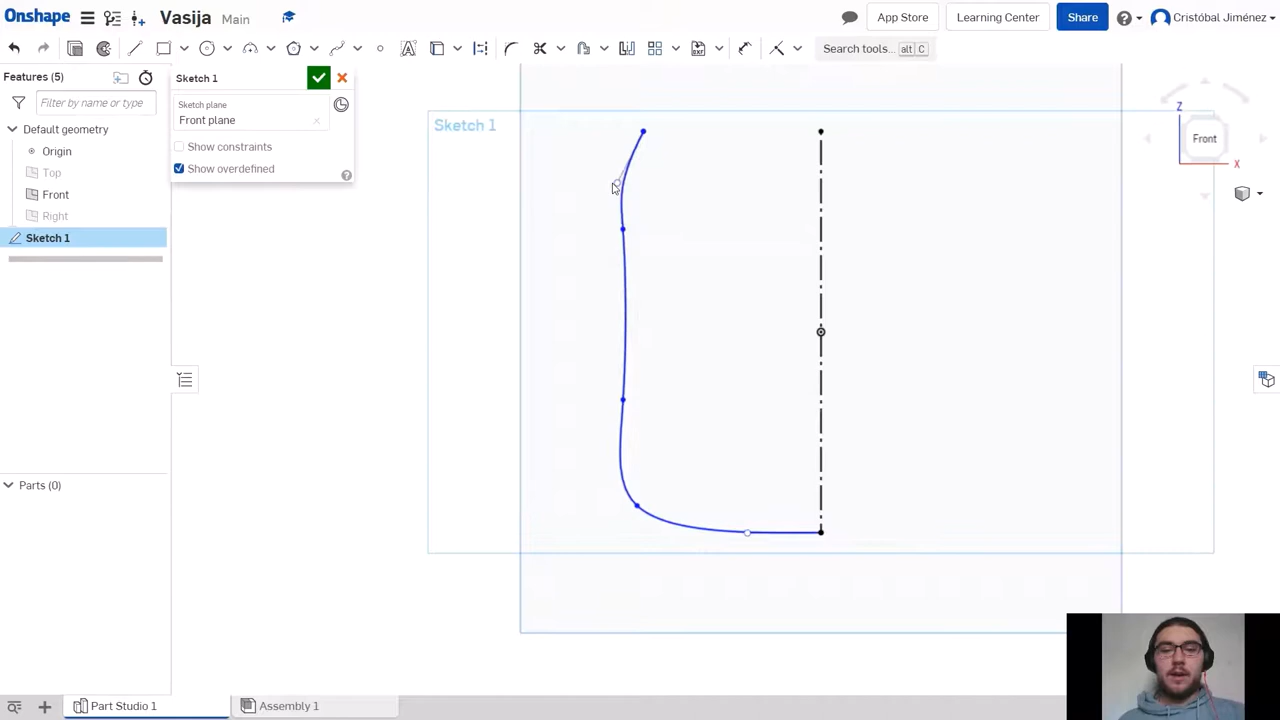 Onshape
Vasija Main
App Store
Learning Center
Share
Cristóbal Jiménez
Search tools...
alt C
Features (5)
Filter by name or type
Default geometry
Origin
Top
Front
Right
Sketch 1
Sketch 1
Sketch plane
Front plane
Show constraints
Show overdefined
Sketch 1
Z
Front
X
Parts (0)
Part Studio 1
Assembly 1